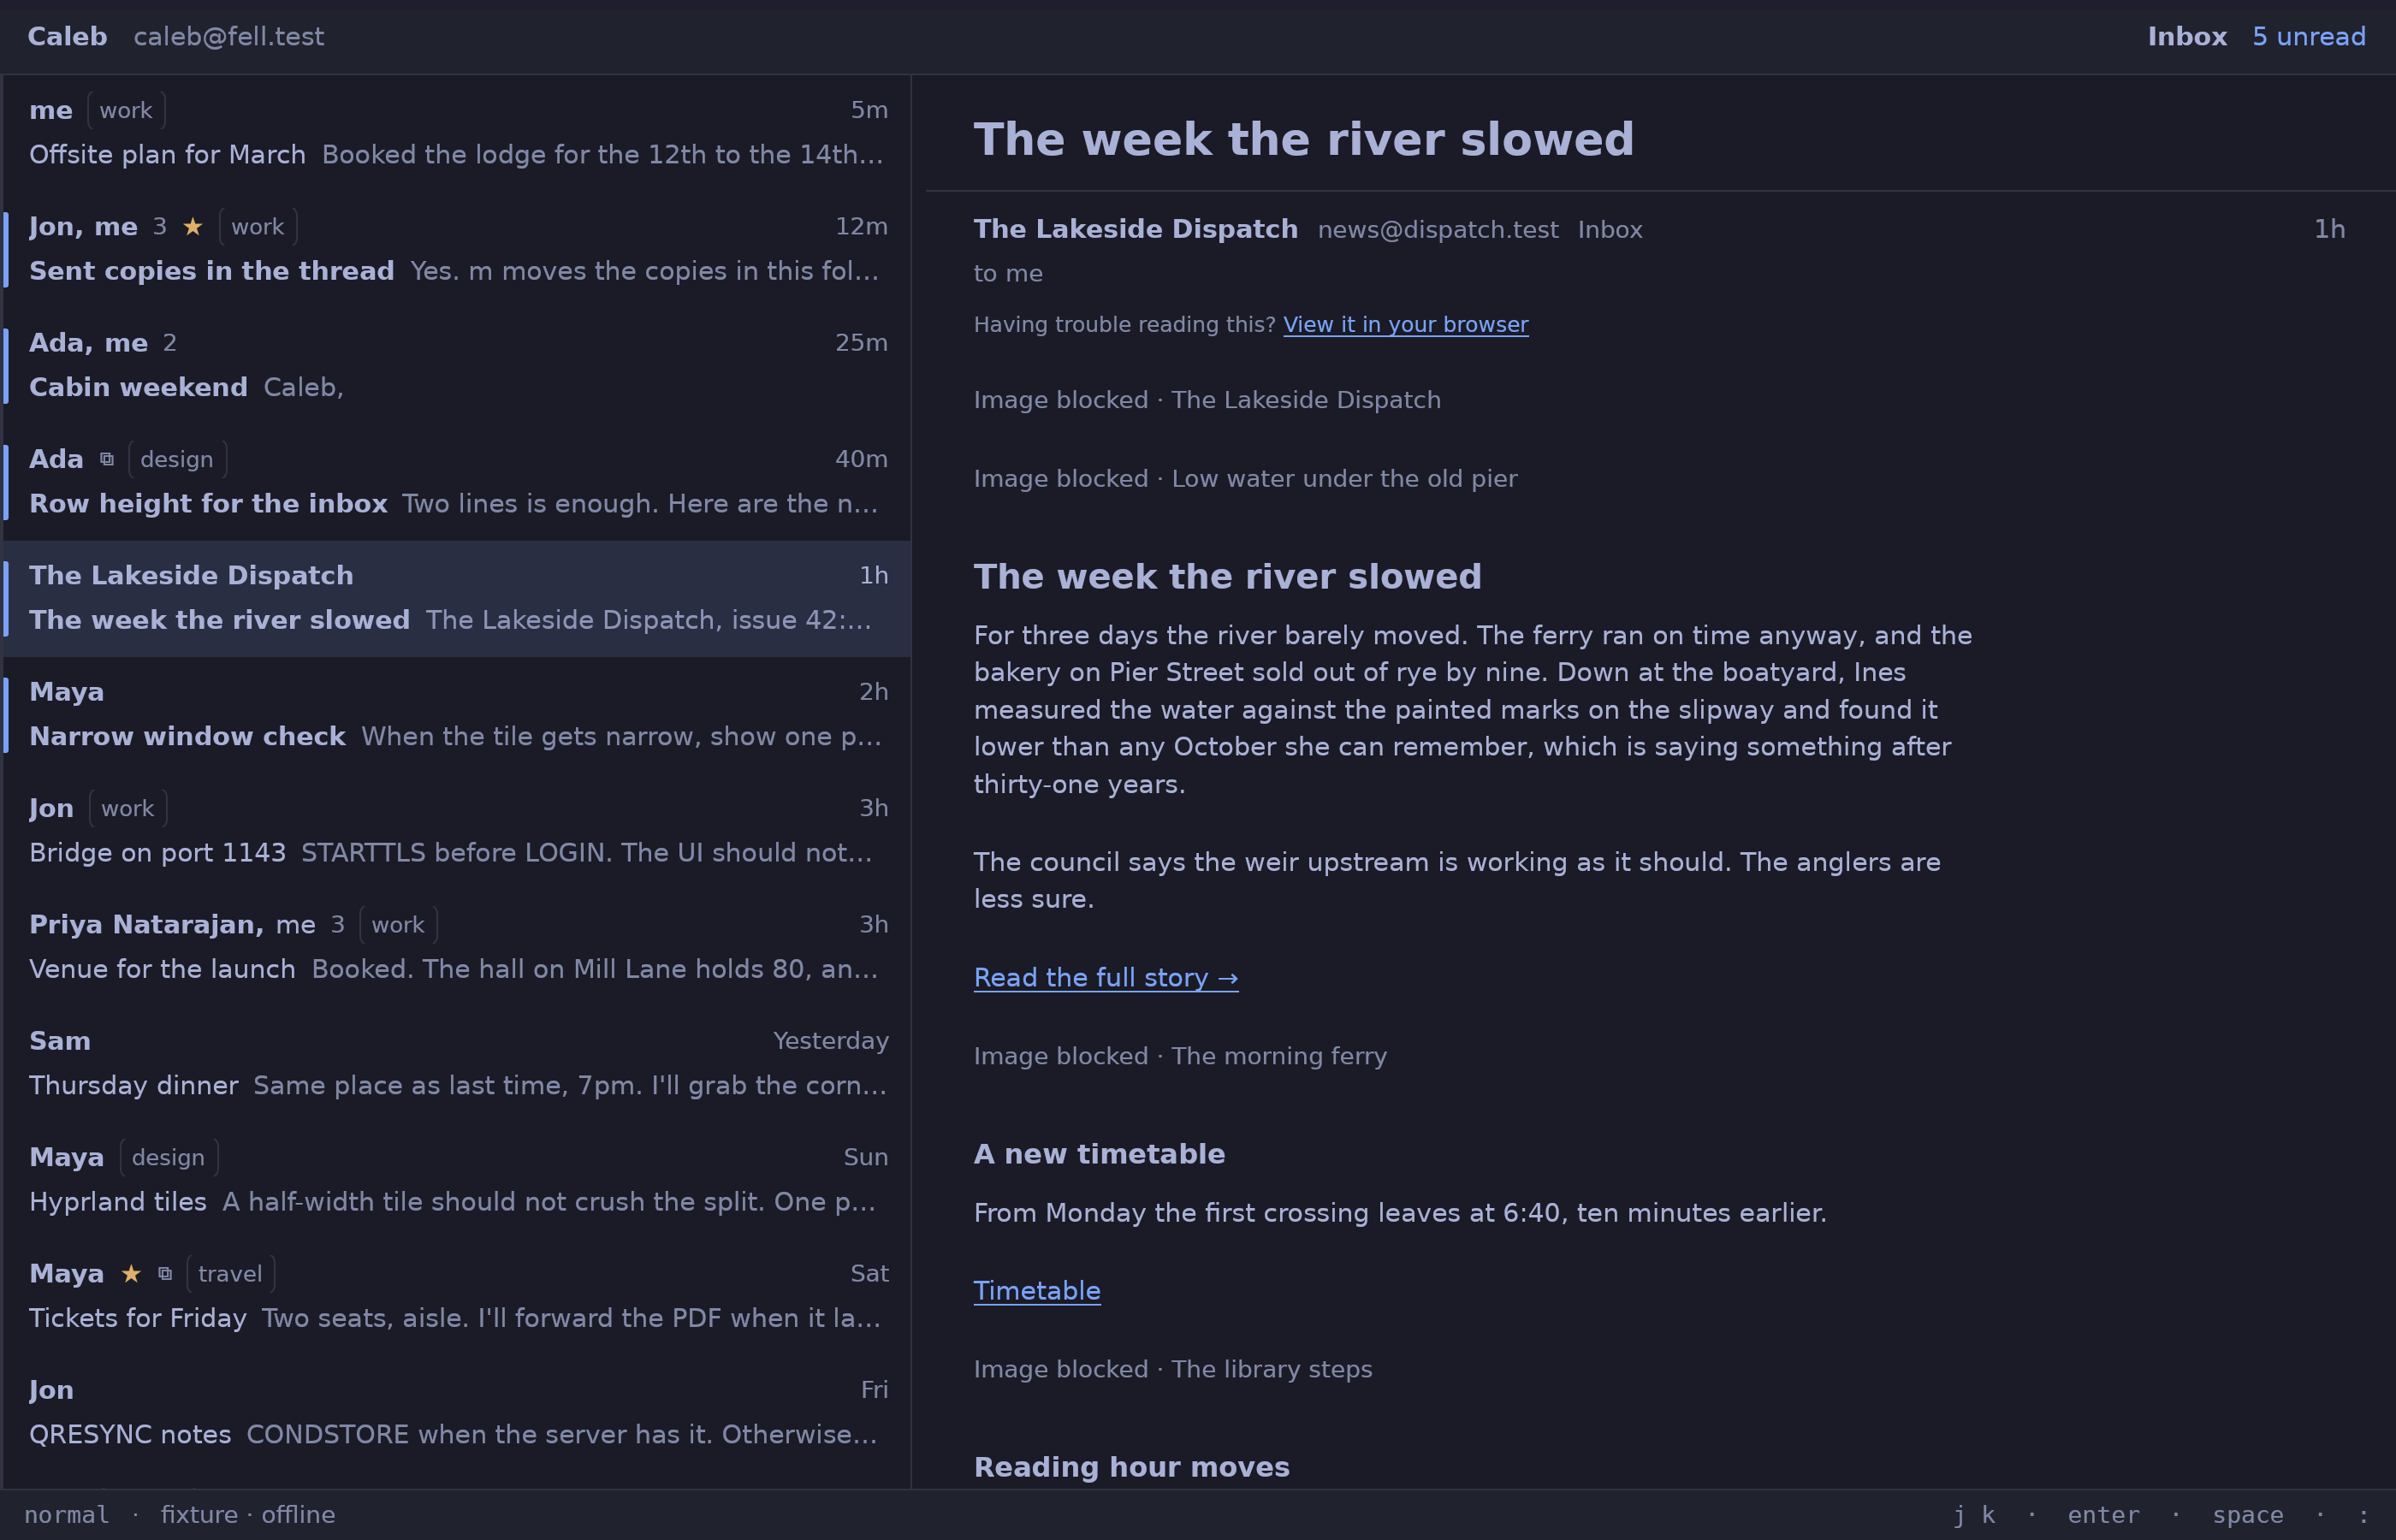 Caleb caleb@fell.test
Inbox 5 unread
me work 5m
Offsite plan for March Booked the lodge for the 12th to the 14th…
Jon, me 3 ★ work 12m
Sent copies in the thread Yes. m moves the copies in this fol…
Ada, me 2 25m
Cabin weekend Caleb,
Ada ⧉ design 40m
Row height for the inbox Two lines is enough. Here are the n…
The Lakeside Dispatch 1h
The week the river slowed The Lakeside Dispatch, issue 42:…
Maya 2h
Narrow window check When the tile gets narrow, show one p…
Jon work 3h
Bridge on port 1143 STARTTLS before LOGIN. The UI should not…
Priya Natarajan, me 3 work 3h
Venue for the launch Booked. The hall on Mill Lane holds 80, an…
Sam Yesterday
Thursday dinner Same place as last time, 7pm. I'll grab the corn…
Maya design Sun
Hyprland tiles A half-width tile should not crush the split. One p…
Maya ★ ⧉ travel Sat
Tickets for Friday Two seats, aisle. I'll forward the PDF when it la…
Jon Fri
QRESYNC notes CONDSTORE when the server has it. Otherwise…
The week the river slowed
The Lakeside Dispatch news@dispatch.test Inbox 1h
to me
Having trouble reading this? View it in your browser
Image blocked · The Lakeside Dispatch
Image blocked · Low water under the old pier
The week the river slowed
For three days the river barely moved. The ferry ran on time anyway, and the
bakery on Pier Street sold out of rye by nine. Down at the boatyard, Ines
measured the water against the painted marks on the slipway and found it
lower than any October she can remember, which is saying something after
thirty-one years.
The council says the weir upstream is working as it should. The anglers are
less sure.
Read the full story →
Image blocked · The morning ferry
A new timetable
From Monday the first crossing leaves at 6:40, ten minutes earlier.
Timetable
Image blocked · The library steps
Reading hour moves
normal · fixture · offline
j k · enter · space · :